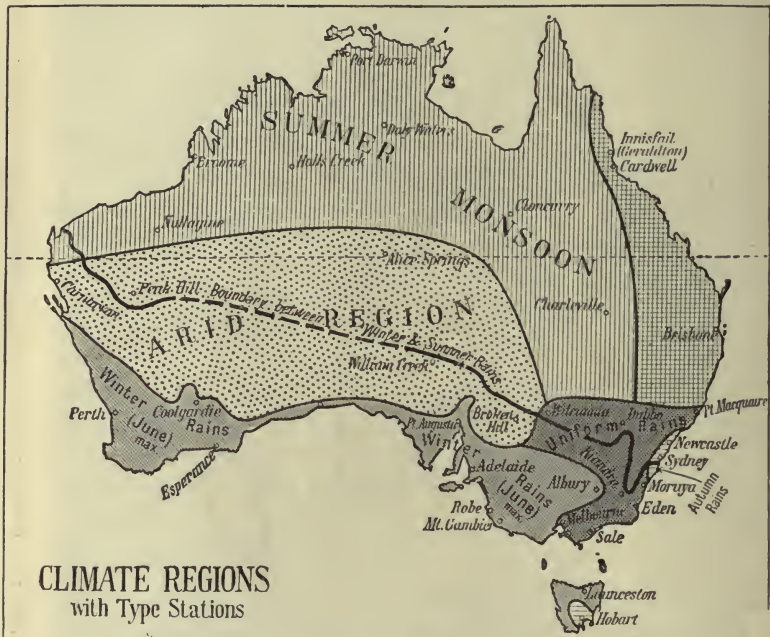 Port Darwin
SUMMER
Daly Waters
Innisfail
(Geraldton)
Cardwell
Broome
Halls Creek
MONSOON
Cloncurry
Nullagine
Alice Springs
Carnarvon
Peak Hill
Boundary between Winter & Summer Rains
ARID REGION
Charleville
Brisbane
William Creek
Winter
(June)
max.
Rains
Perth
Coolgardie
Esperance
Pt Augusta
Broken
Hill
Dubbo
Pt Macquarie
Uniform Rains
Newcastle
Sydney
Kiandra
Moruya
Autumn
Rains
Eden
Winter
Rains
(June)
max.
Adelaide
Albury
Robe
Mt. Gambier
Melbourne
Sale
CLIMATE REGIONS
with Type Stations
Launceston
Hobart